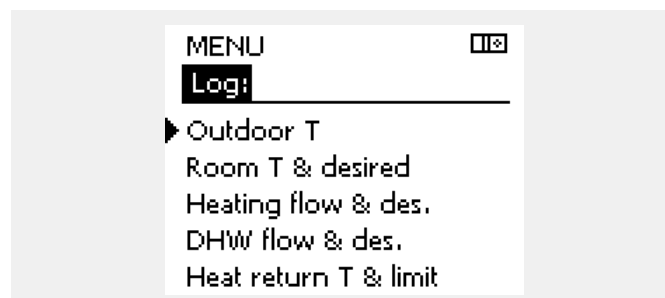 MENU
Log:
Outdoor T
Room T & desired
Heating flow & des.
DHW flow & des.
Heat return T & limit